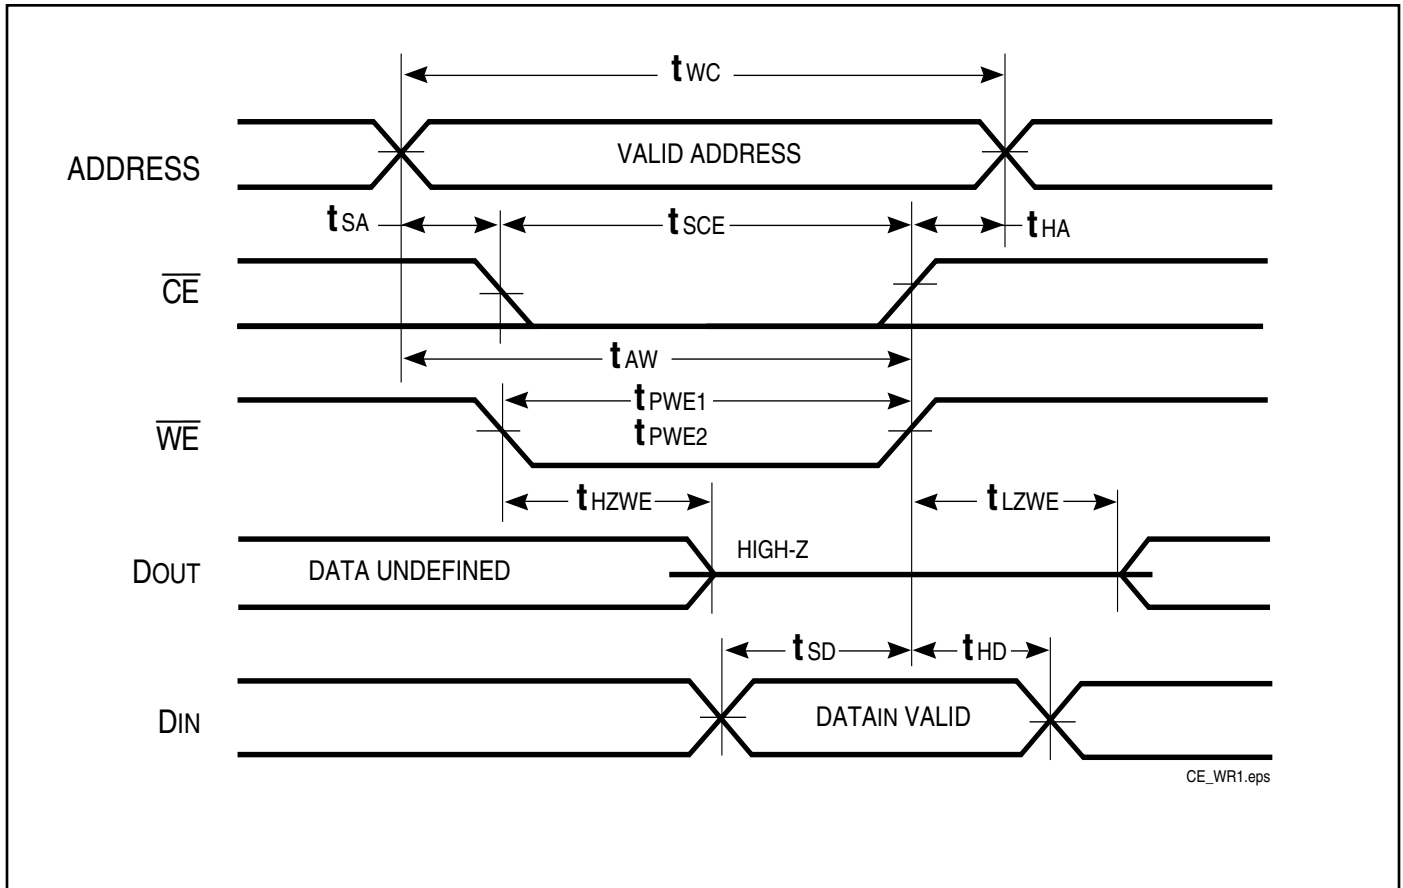 tWC
ADDRESS
VALID ADDRESS
tSA
tSCE
tHA
CE
tAW
tPWE1
WE
tPWE2
tHZWE
tLZWE
HIGH-Z
DOUT
DATA UNDEFINED
tSD
tHD
DIN
DATAIN VALID
CE_WR1.eps